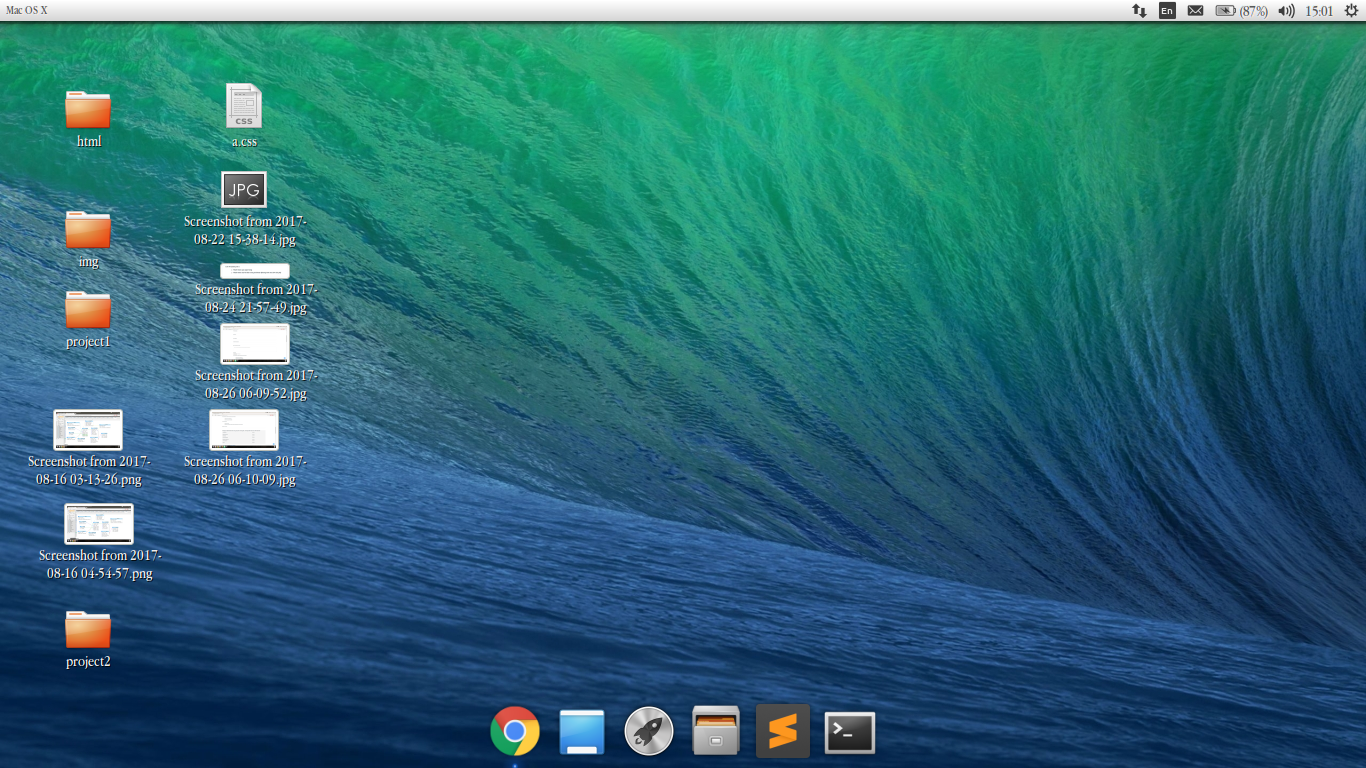 Mac OS X
En
(87%)
15:01
html
CSS
a.css
JPG
Screenshot from 2017-
08-22 15-38-14.jpg
img
Screenshot from 2017-
08-24 21-57-49.jpg
project1
Screenshot from 2017-
08-26 06-09-52.jpg
Screenshot from 2017-
08-16 03-13-26.png
Screenshot from 2017-
08-26 06-10-09.jpg
Screenshot from 2017-
08-16 04-54-57.png
project2
>_